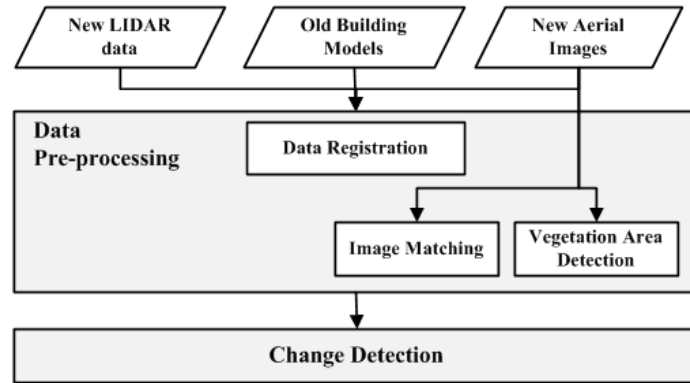 New LIDAR
data
Old Building
Models
New Aerial
Images
Data
Pre-processing
Data Registration
Image Matching
Vegetation Area
Detection
Change Detection